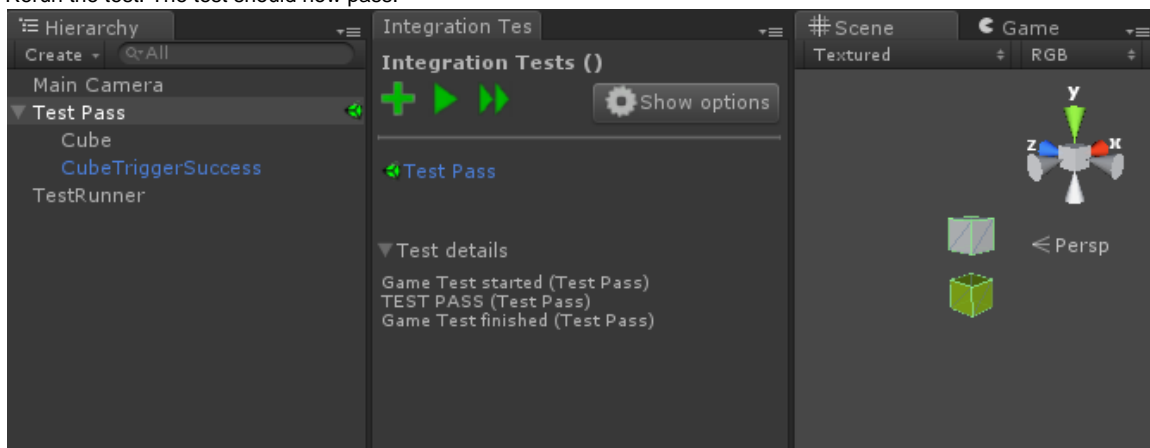 Rerun the test. The test should now pass.
Hierarchy
Create
All
Main Camera
Test Pass
Cube
CubeTriggerSuccess
TestRunner
Integration Tes
Integration Tests ()
Show options
Test Pass
Test details
Game Test started (Test Pass)
TEST PASS (Test Pass)
Game Test finished (Test Pass)
Scene
Game
Textured
RGB
y
z
x
Persp